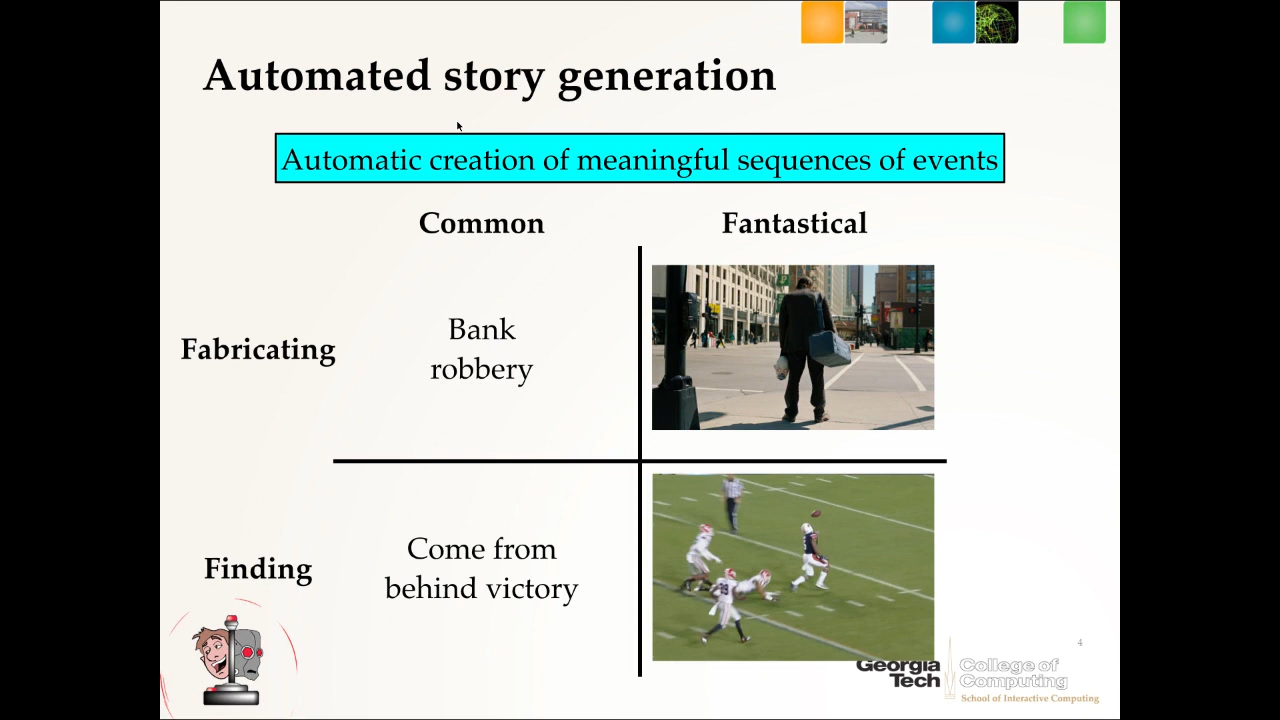 Automated story generation
Automatic creation of meaningful sequences of events
Common
Fantastical
Fabricating
Bank
robbery
Finding
Come from
behind victory
4
Georgia
Tech
College of
Computing
School of Interactive Computing